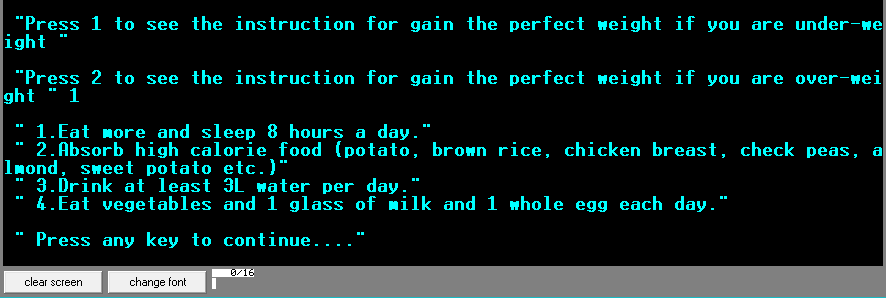 "Press 1 to see the instruction for gain the perfect weight if you are under-we
ight "
"Press 2 to see the instruction for gain the perfect weight if you are over-wei
ght " 1
" 1.Eat more and sleep 8 hours a day."
" 2.Absorb high calorie food (potato, brown rice, chicken breast, check peas, a
lmond, sweet potato etc.)"
" 3.Drink at least 3L water per day."
" 4.Eat vegetables and 1 glass of milk and 1 whole egg each day."
" Press any key to continue...."
clear screen change font 0/16